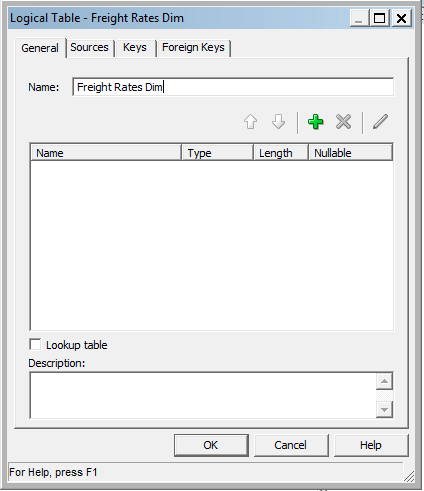 Logical Table - Freight Rates Dim
General Sources Keys Foreign Keys
Name: Freight Rates Dim
Name Type Length Nullable
Lookup table
Description:
OK Cancel Help
For Help, press F1